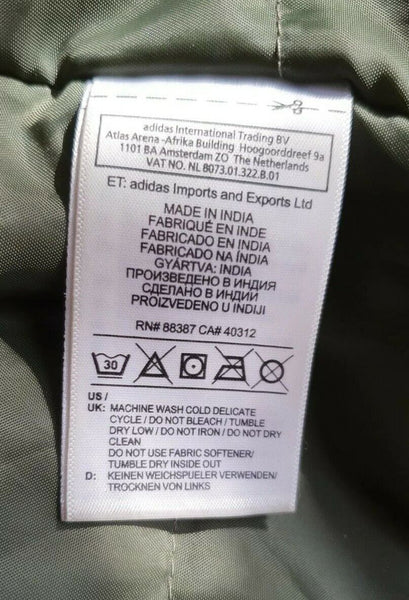 adidas International Trading BV
Atlas Arena -Afrika Building Hoogoorddreef 9a
1101 BA Amsterdam ZO The Netherlands
VAT NO. NL 8073.01.322.B.01
ET: adidas Imports and Exports Ltd
MADE IN INDIA
FABRIQUÉ EN INDE
FABRICADO EN INDIA
FABRICADO NA ÍNDIA
GYÁRTVA: INDIA
ПРОИЗВЕДЕНО В ИНДИЯ
СДЕЛАНО В ИНДИИ
PROIZVEDENO U INDIJI
RN# 88387 CA# 40312
30
US /
UK: MACHINE WASH COLD DELICATE
CYCLE / DO NOT BLEACH / TUMBLE
DRY LOW / DO NOT IRON / DO NOT DRY
CLEAN
DO NOT USE FABRIC SOFTENER/
TUMBLE DRY INSIDE OUT
D: KEINEN WEICHSPUELER VERWENDEN/
TROCKNEN VON LINKS